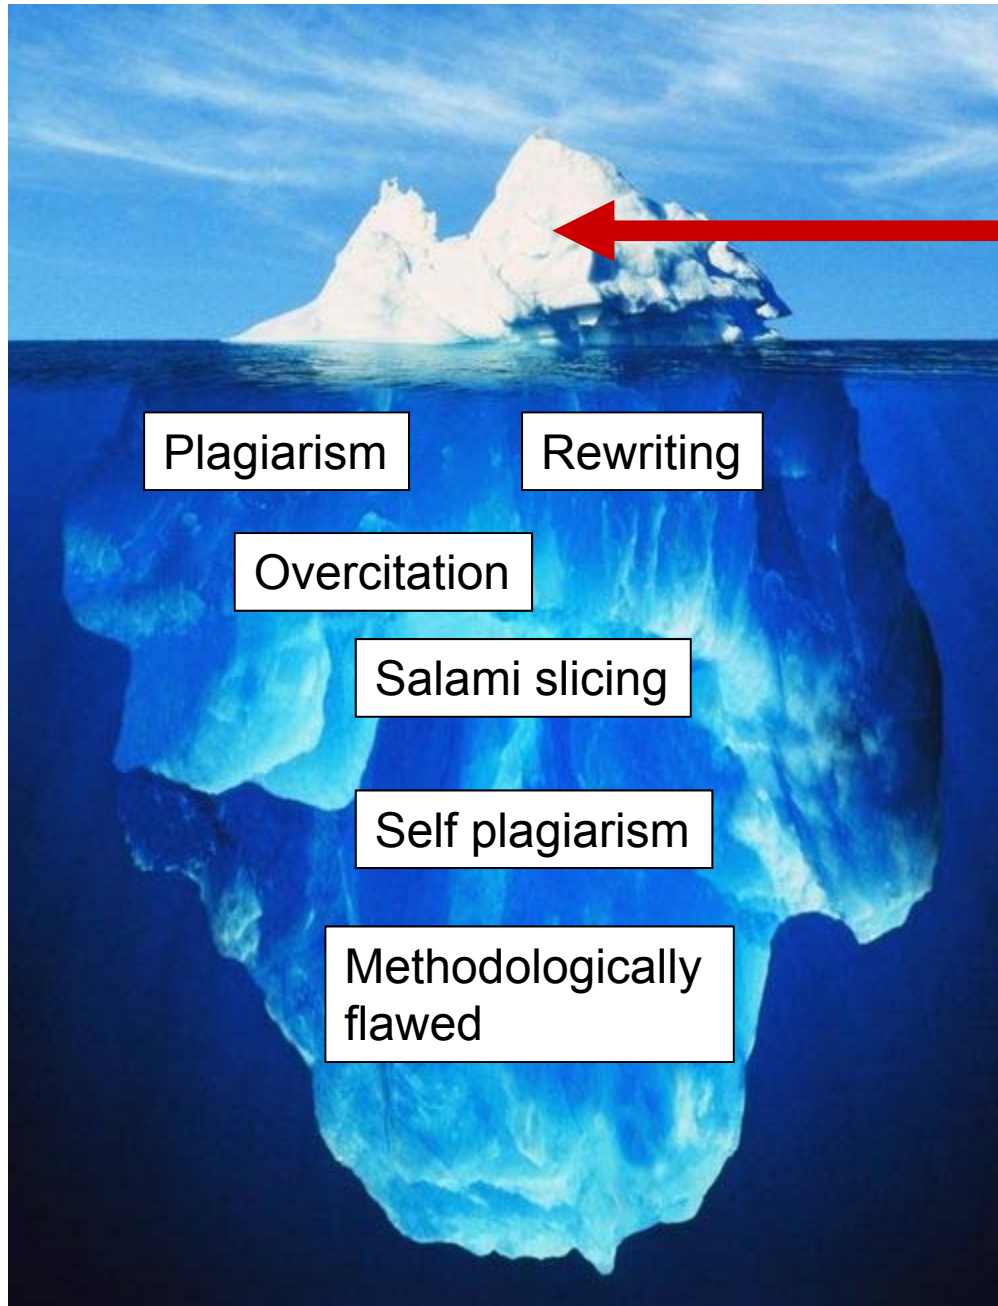 Plagiarism
Rewriting
Overcitation
Salami slicing
Self plagiarism
Methodologically
flawed